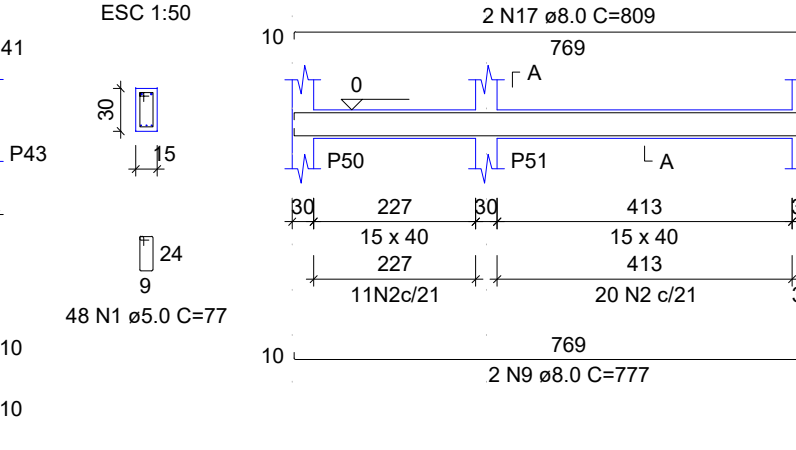 ESC 1:50
2 N17 ø8.0 C=809
10
769
41
A
0
30
15
P43
P50
P51
A
30
227
30
413
15 x 40
15 x 40
227
413
24
9
11N2c/21
20 N2 c/21
48 N1 ø5.0 C=77
10
10
769
2 N9 ø8.0 C=777
10